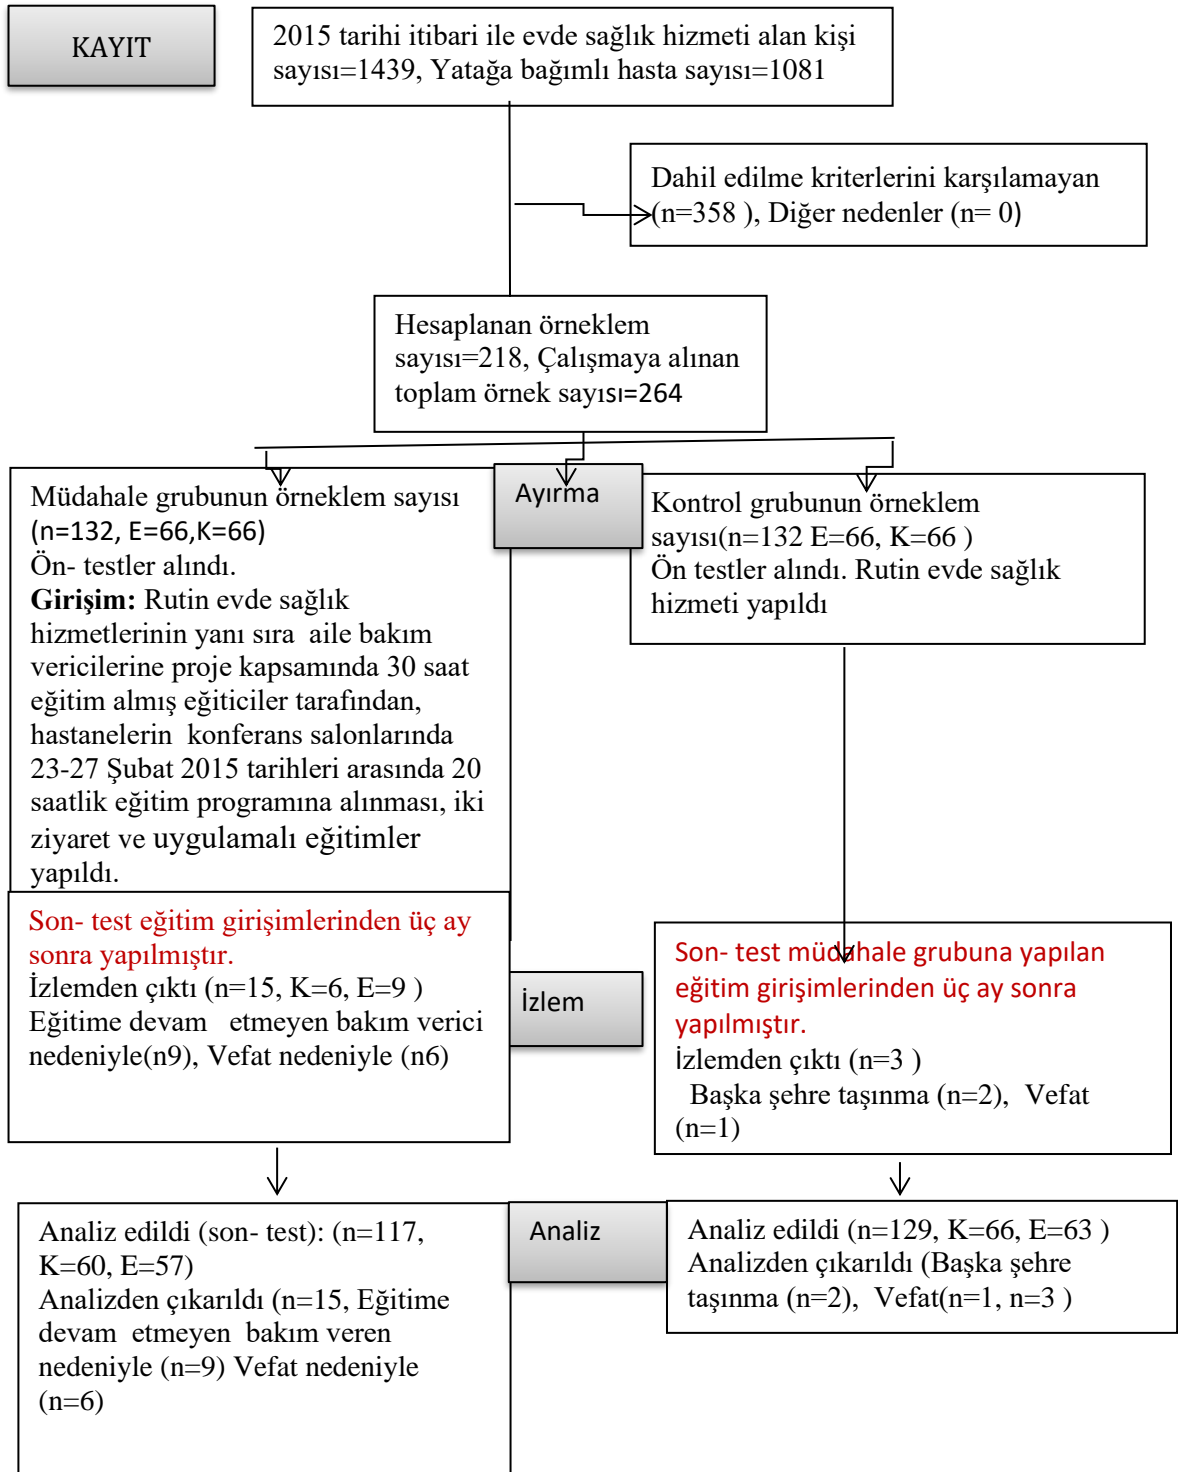 KAYIT
2015 tarihi itibari ile evde sağlık hizmeti alan kişi
sayısı=1439, Yatağa bağımlı hasta sayısı=1081
Dahil edilme kriterlerini karşılamayan
(n=358 ), Diğer nedenler (n= 0)
Hesaplanan örneklem
sayısı=218, Çalışmaya alınan
toplam örnek sayısı=264
Müdahale grubunun örneklem sayısı
(n=132, E=66,K=66)
Ön- testler alındı.
Girişim: Rutin evde sağlık
hizmetlerinin yanı sıra aile bakım
vericilerine proje kapsamında 30 saat
eğitim almış eğiticiler tarafından,
hastanelerin konferans salonlarında
23-27 Şubat 2015 tarihleri arasında 20
saatlik eğitim programına alınması, iki
ziyaret ve uygulamalı eğitimler
yapıldı.
Ayırma
Kontrol grubunun örneklem
sayısı(n=132 E=66, K=66 )
Ön testler alındı. Rutin evde sağlık
hizmeti yapıldı
Son- test eğitim girişimlerinden üç ay
sonra yapılmıştır.
İzlemden çıktı (n=15, K=6, E=9 )
Eğitime devam etmeyen bakım verici
nedeniyle(n9), Vefat nedeniyle (n6)
İzlem
Son- test müdahale grubuna yapılan
eğitim girişimlerinden üç ay sonra
yapılmıştır.
İzlemden çıktı (n=3 )
Başka şehre taşınma (n=2), Vefat
(n=1)
Analiz edildi (son- test): (n=117,
K=60, E=57)
Analizden çıkarıldı (n=15, Eğitime
devam etmeyen bakım veren
nedeniyle (n=9) Vefat nedeniyle
(n=6)
Analiz
Analiz edildi (n=129, K=66, E=63 )
Analizden çıkarıldı (Başka şehre
taşınma (n=2), Vefat(n=1, n=3 )